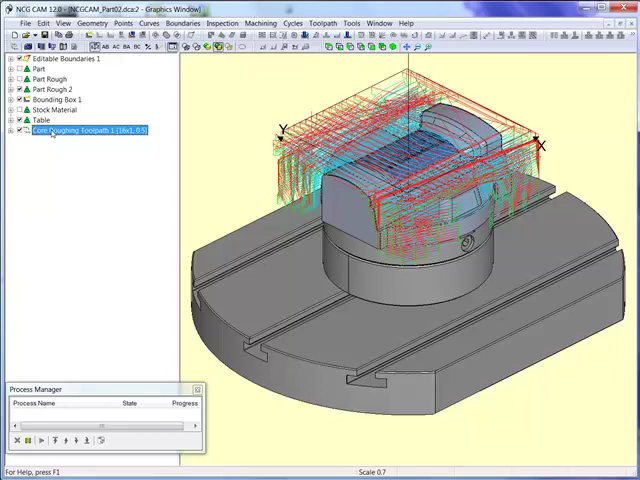 NCG CAM 12.0 - [NCGCAM_Part02.dca:2 - Graphics Window]
File Edit View Geometry Points Curves Boundaries Inspection Machining Cycles Toolpath Tools Window Help
AB AC BC
Editable Boundaries 1
Part
Part Rough
Part Rough 2
Bounding Box 1
Stock Material
Table
Core Roughing Toolpath 1 [16x1, 0.5]
Y
X
Process Manager
Process Name State Progress
For Help, press F1
Scale 0.7